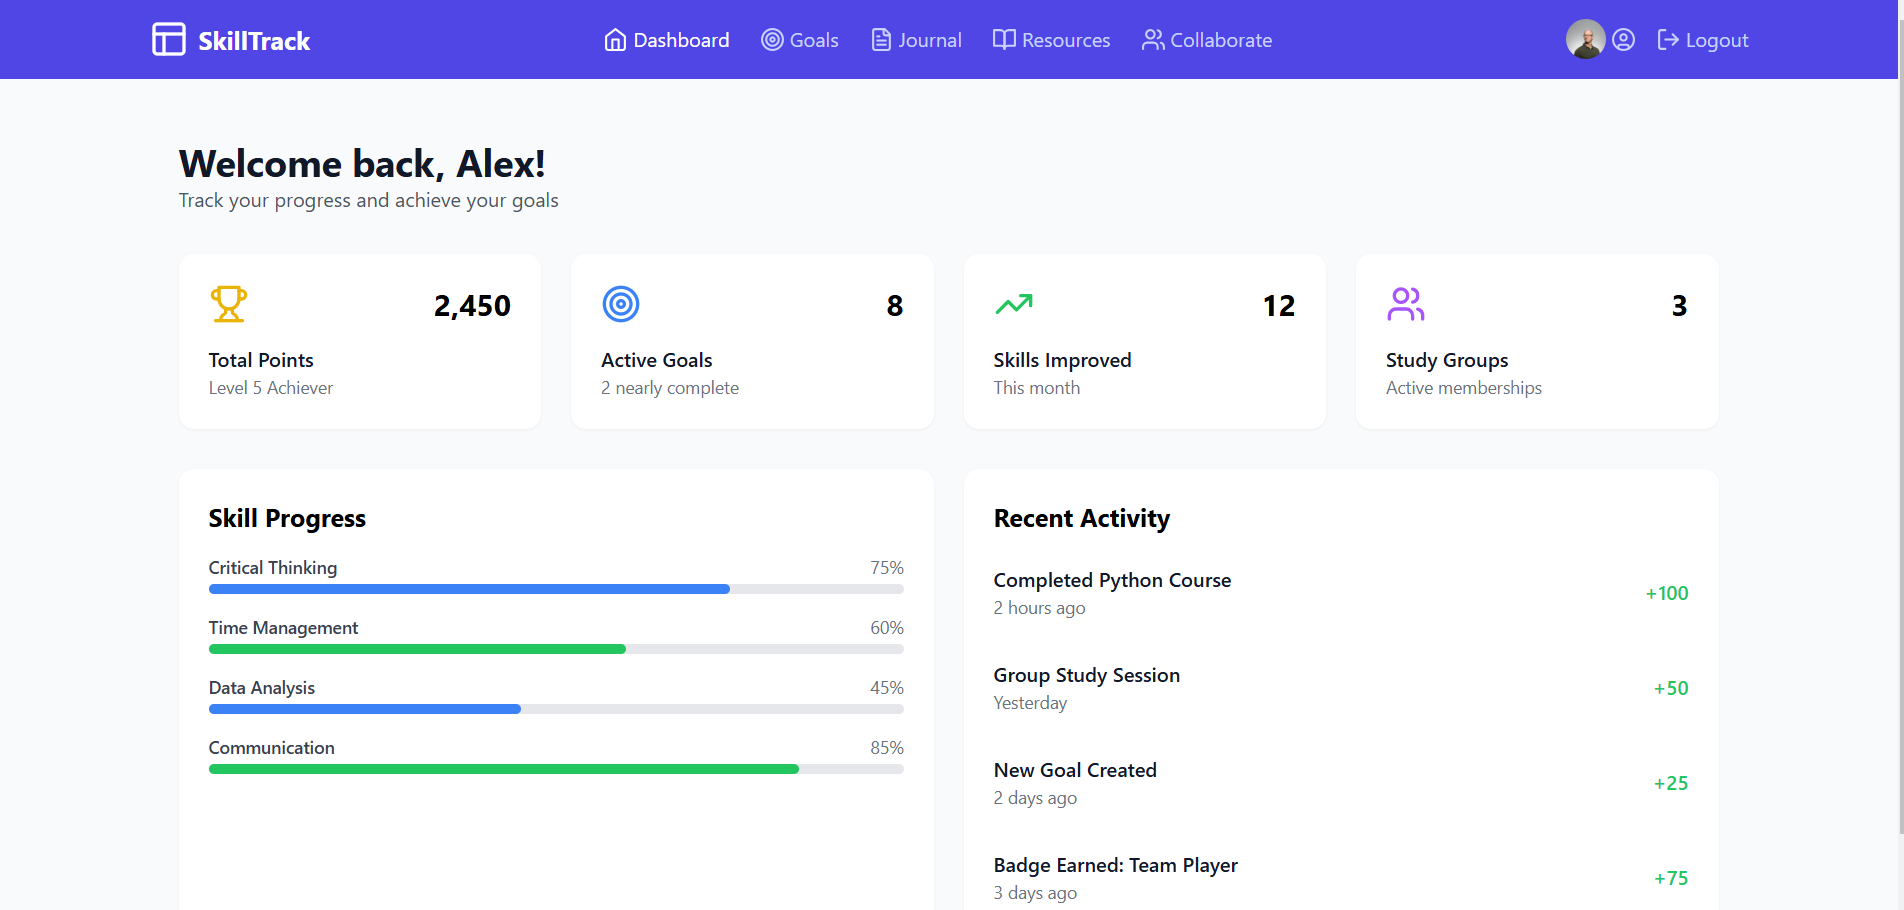 SkillTrack
Dashboard
Goals
Journal
Resources
Collaborate
Logout
Welcome back, Alex!
Track your progress and achieve your goals
2,450
Total Points
Level 5 Achiever
8
Active Goals
2 nearly complete
12
Skills Improved
This month
3
Study Groups
Active memberships
Skill Progress
Critical Thinking 75%
Time Management 60%
Data Analysis 45%
Communication 85%
Recent Activity
Completed Python Course
2 hours ago
+100
Group Study Session
Yesterday
+50
New Goal Created
2 days ago
+25
Badge Earned: Team Player
3 days ago
+75